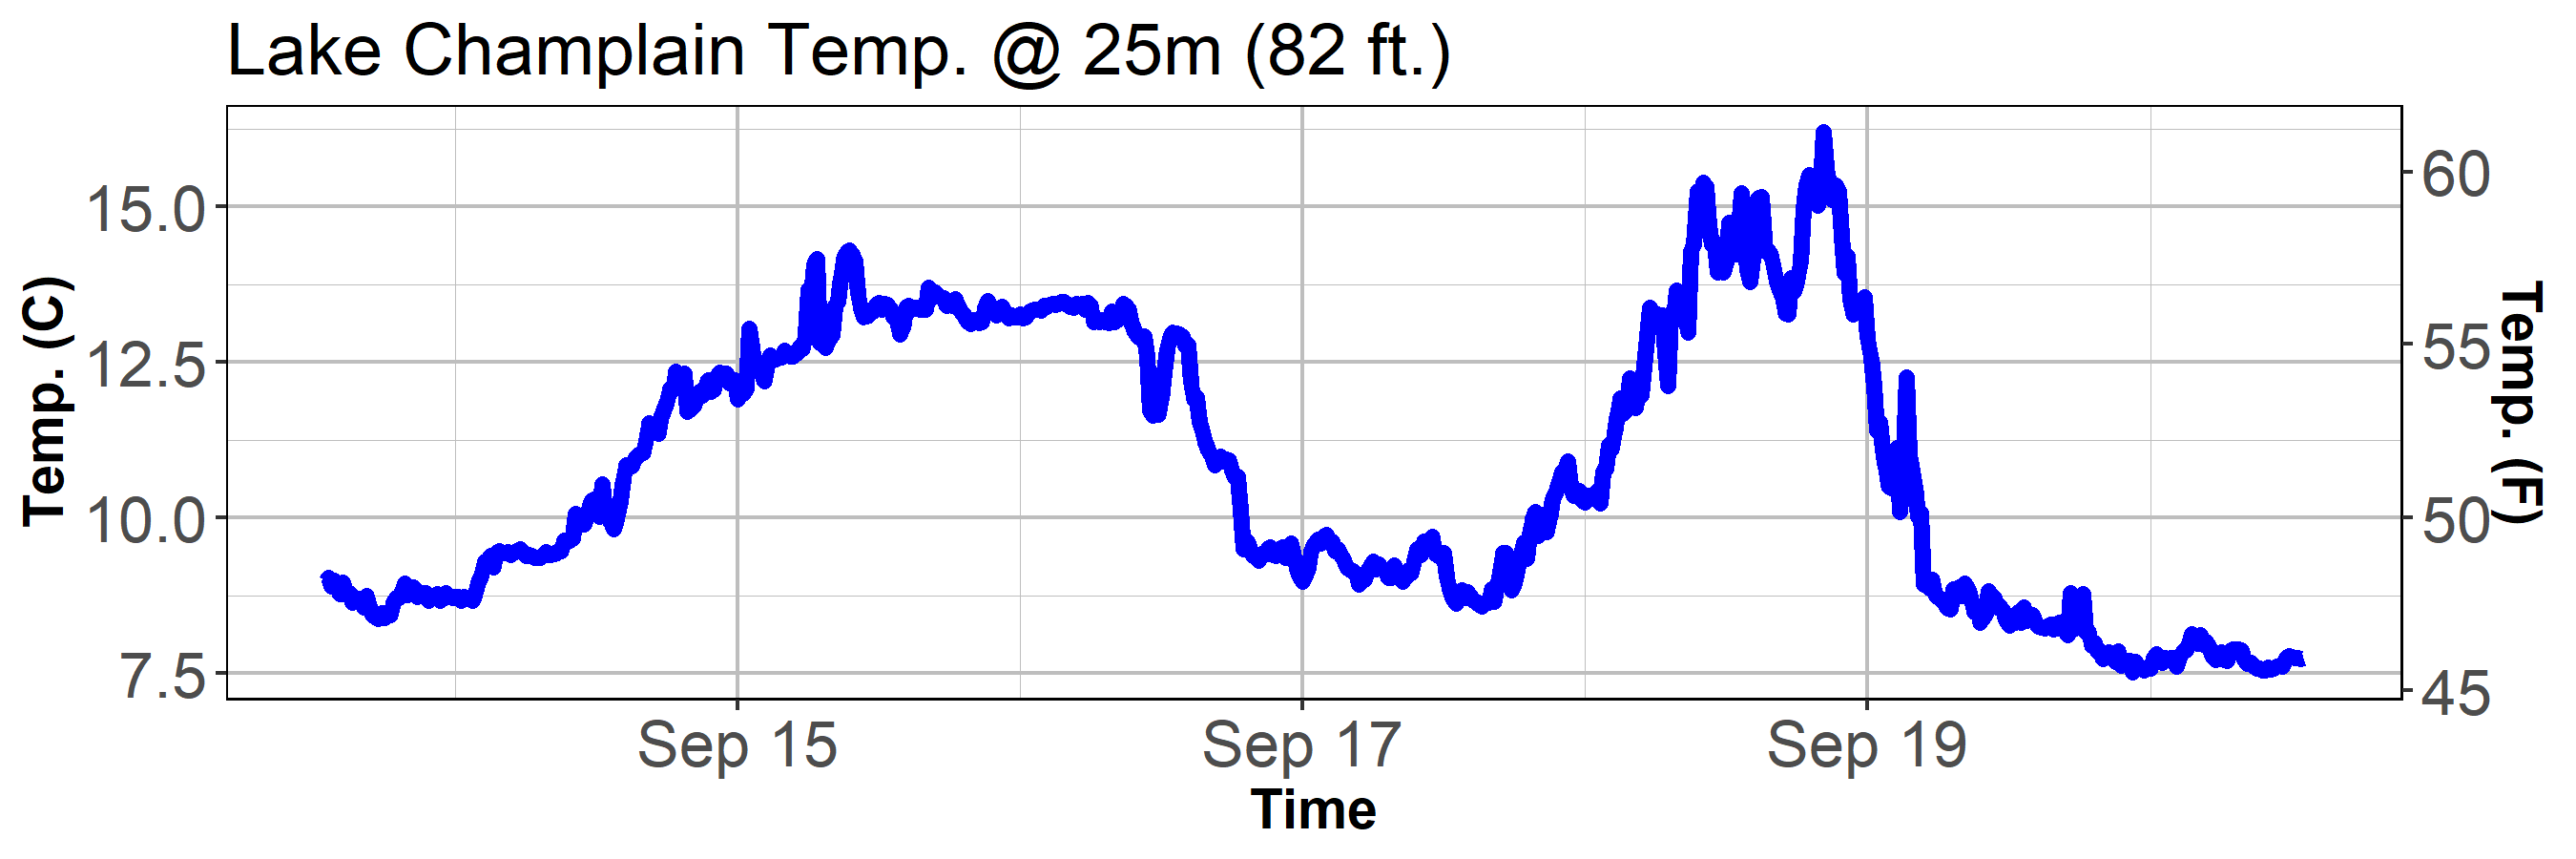 Lake Champlain Temp. @ 25m (82 ft.)
Temp. (C)
15.0
12.5
10.0
7.5
60
55
50
45
Temp. (F)
Sep 15
Sep 17
Sep 19
Time